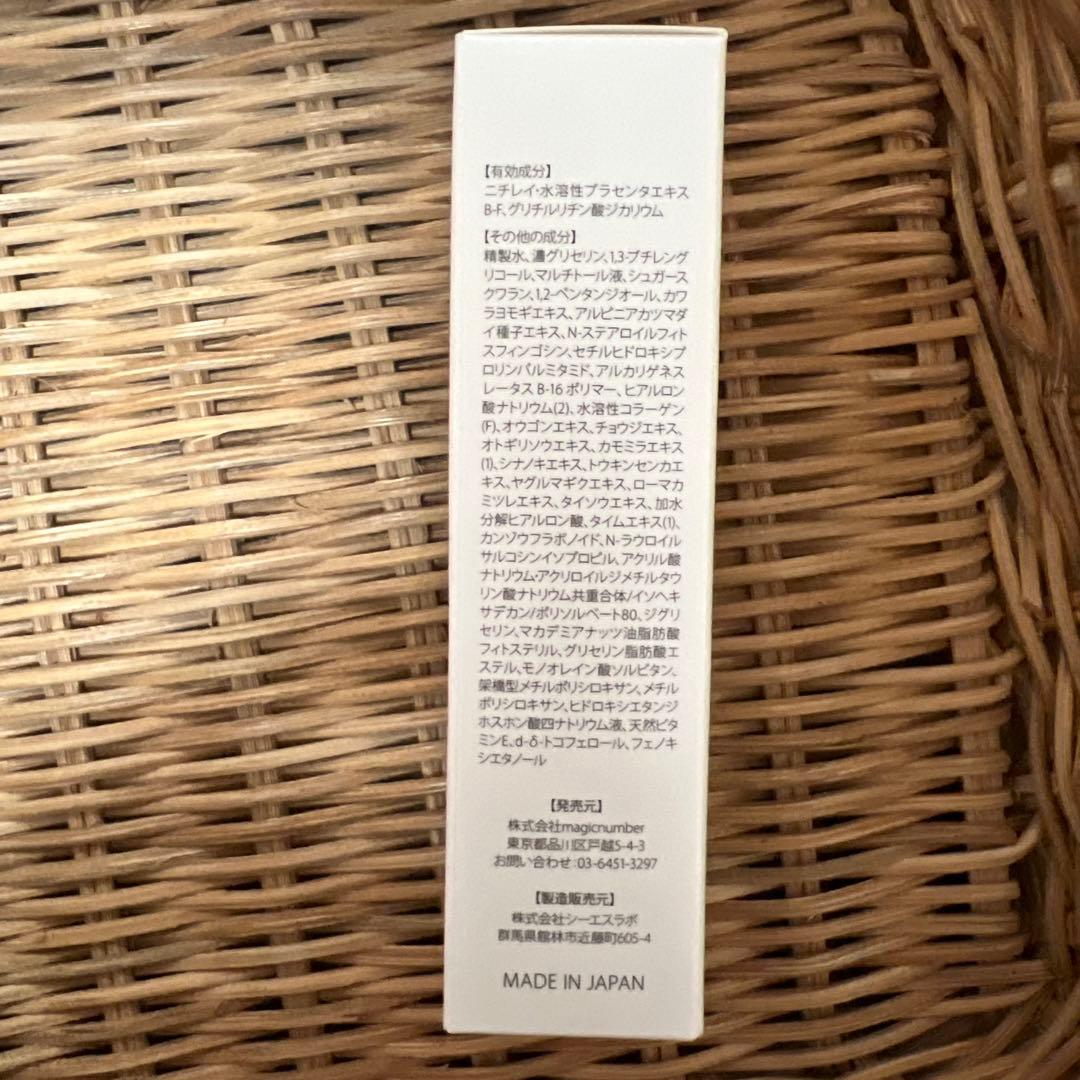 【有効成分】
ニチレイ・水溶性プラセンタエキス
B-F、グリチルリチン酸ジカリウム
【その他の成分】
精製水、濃グリセリン、1,3-ブチレング
リコール、マルチトール液、シュガース
クワラン、1,2-ペンタンジオール、カワ
ラヨモギエキス、アルピニアカツマダ
イ種子エキス、N-ステアロイルフィト
スフィンゴシン、セチルヒドロキシプ
ロリンパルミタミド、アルカリゲネス
レータス B-16 ポリマー、ヒアルロン
酸ナトリウム(2)、水溶性コラーゲン
(F)、オウゴンエキス、チョウジエキス、
オトギリソウエキス、カモミラエキス
(1)、シナノキエキス、トウキンセンカエ
キス、ヤグルマギクエキス、ローマカ
ミツレエキス、タイソウエキス、加水
分解ヒアルロン酸、タイムエキス(1)、
カンゾウフラボノイド、N-ラウロイル
サルコシンイソプロピル、アクリル酸
ナトリウム・アクリロイルジメチルタウ
リン酸ナトリウム共重合体/イソヘキ
サデカン/ポリソルベート80、ジグリ
セリン、マカデミアナッツ油脂肪酸
フィトステリル、グリセリン脂肪酸エ
ステル、モノオレイン酸ソルビタン、
架橋型メチルポリシロキサン、メチル
ポリシロキサン、ヒドロキシエタンジ
ホスホン酸四ナトリウム液、天然ビタ
ミンE、d-δ-トコフェロール、フェノキ
シエタノール
【発売元】
株式会社magicnumber
東京都品川区戸越5-4-3
お問い合わせ：03-6451-3297
【製造販売元】
株式会社シーエスラボ
群馬県館林市近藤町605-4
MADE IN JAPAN